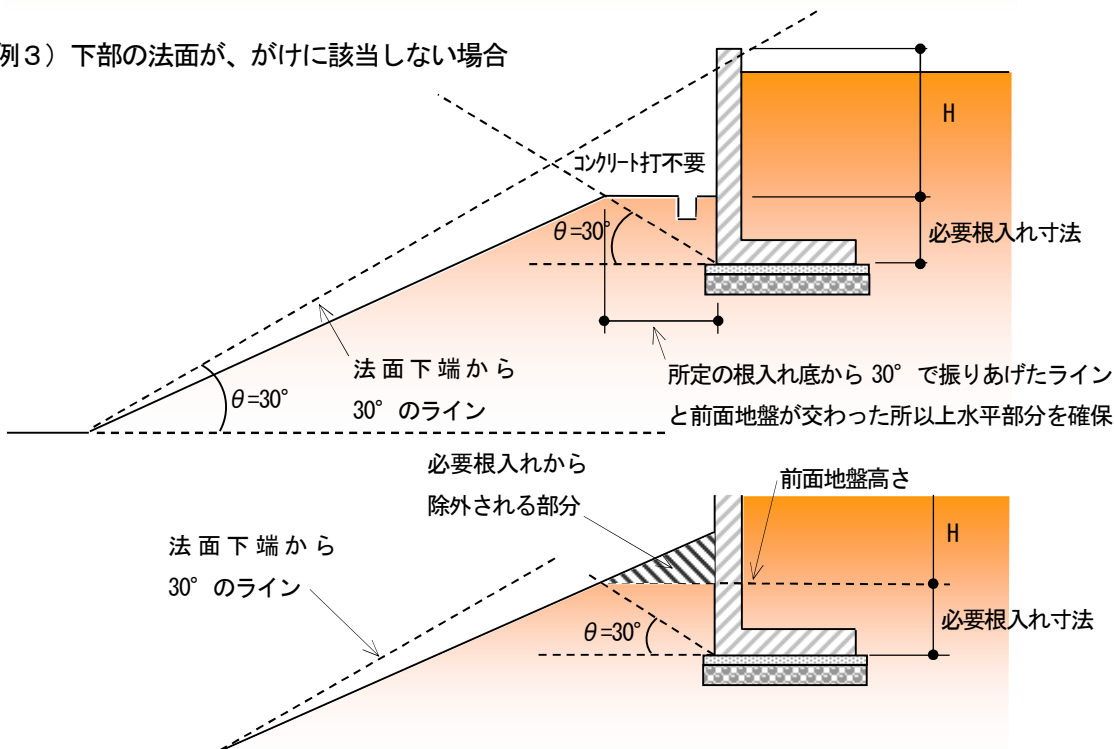 例３）下部の法面が、がけに該当しない場合
H
コンクリート打不要
必要根入れ寸法
θ=30°
法面下端から
30°のライン
θ=30°
所定の根入れ底から 30°で振りあげたライン
と前面地盤が交わった所以上水平部分を確保
必要根入れから
除外される部分
前面地盤高さ
H
法面下端から
30°のライン
θ=30°
必要根入れ寸法